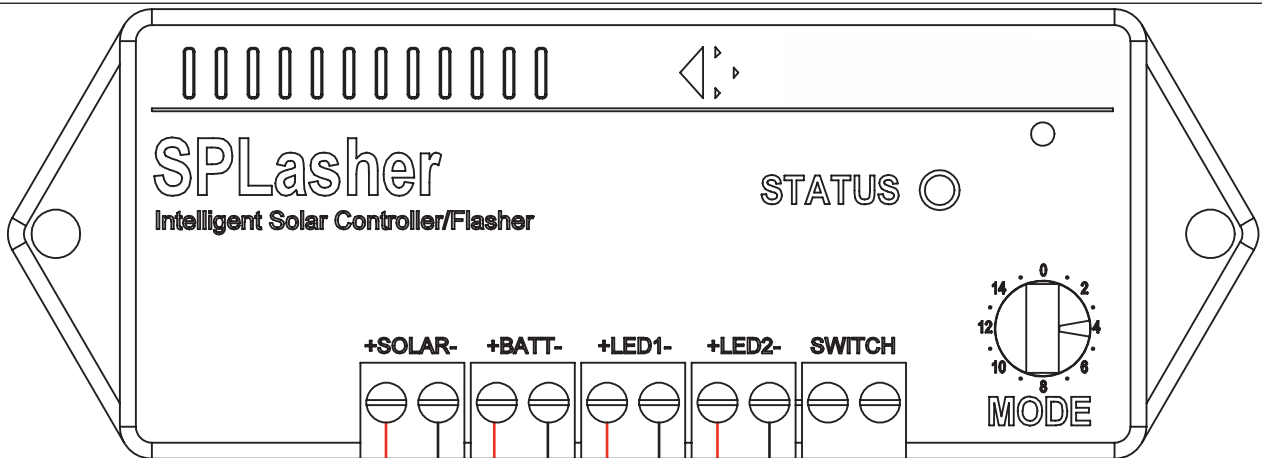 SPLasher
Intelligent Solar Controller/Flasher
STATUS
0
14 2
12 4
10 6
8
MODE
+SOLAR- +BATT- +LED1- +LED2- SWITCH